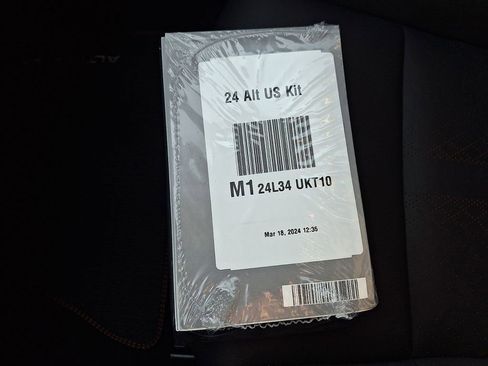 24 Alt US Kit
M1 24L34 UKT10
Mar 18, 2024 12:35